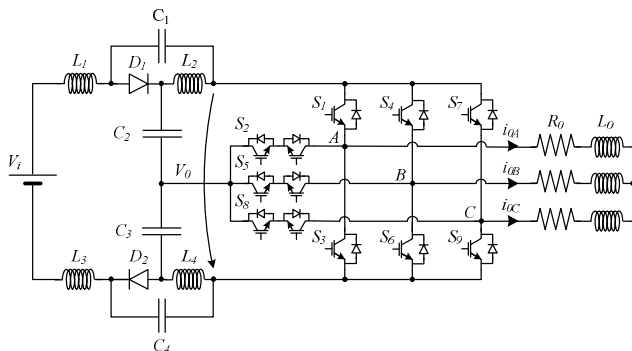 C1
L1 D1 L2
S1 S4 S7
S2
A i0A R0 L0
C2
S5
Vi V0 B i0B
S8
C3 C i0C
L3 D2 L4 S3 S6 S9
C4